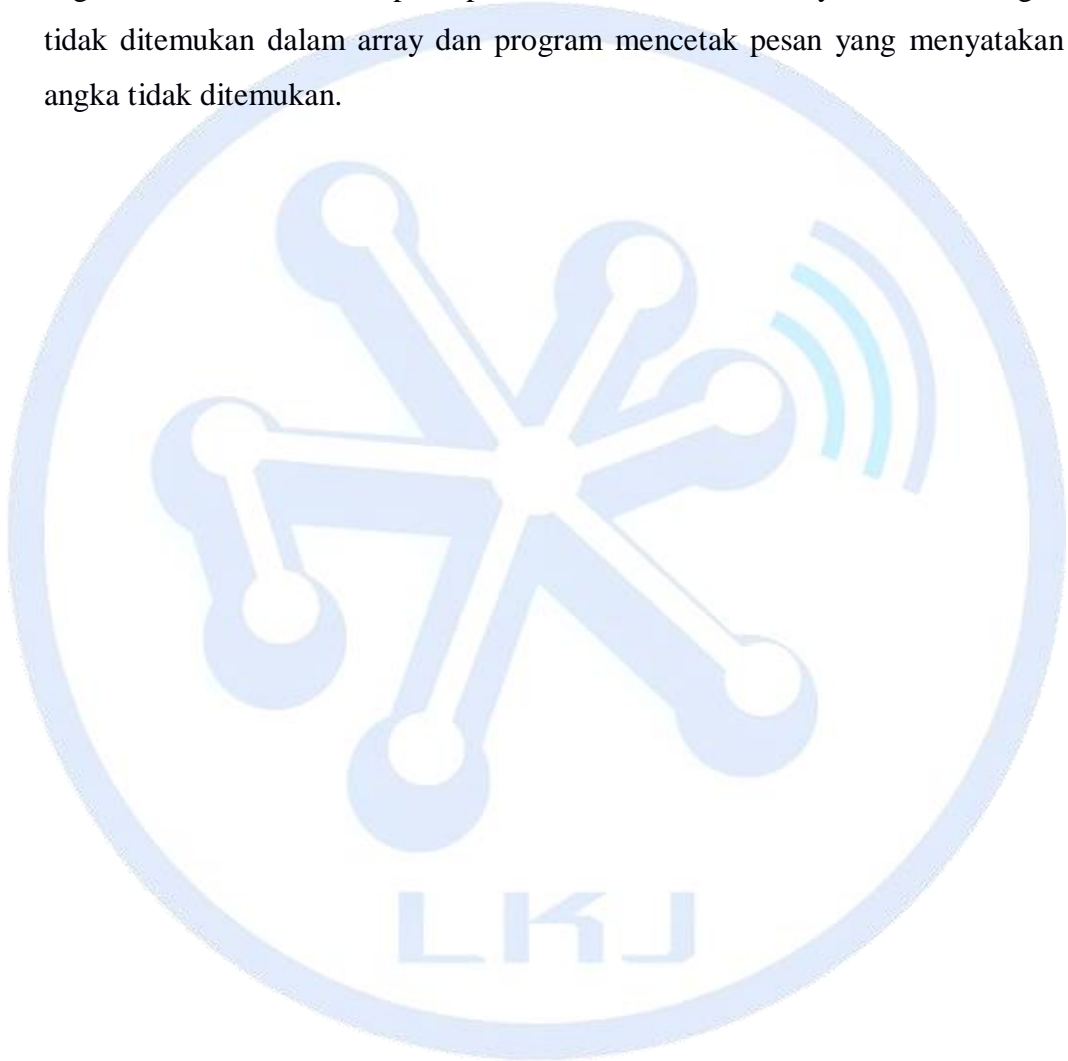 tidak ditemukan dalam array dan program mencetak pesan yang menyatakan
angka tidak ditemukan.
LKJ